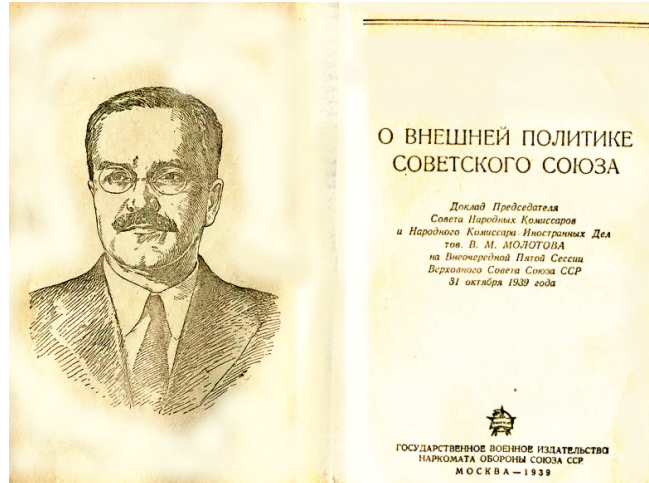 О ВНЕШНЕЙ ПОЛИТИКЕ
СОВЕТСКОГО СОЮЗА
Доклад Председателя
Совета Народных Комиссаров
и Народного Комиссара Иностранных Дел
тов. В. М. МОЛОТОВА
на Внеочередной Пятой Сессии
Верховного Совета Союза ССР
31 октября 1939 года
ГОСУДАРСТВЕННОЕ ВОЕННОЕ ИЗДАТЕЛЬСТВО
НАРКОМАТА ОБОРОНЫ СОЮЗА ССР
МОСКВА — 1939